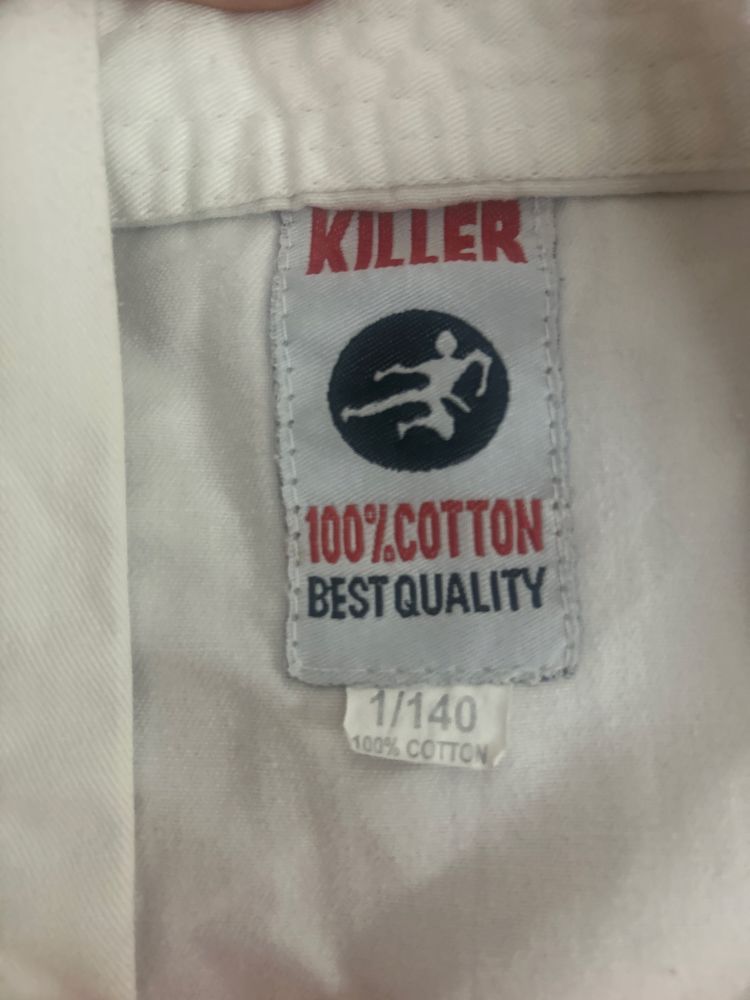 KILLER
100%COTTON
BEST QUALITY
1/140
100% COTTON